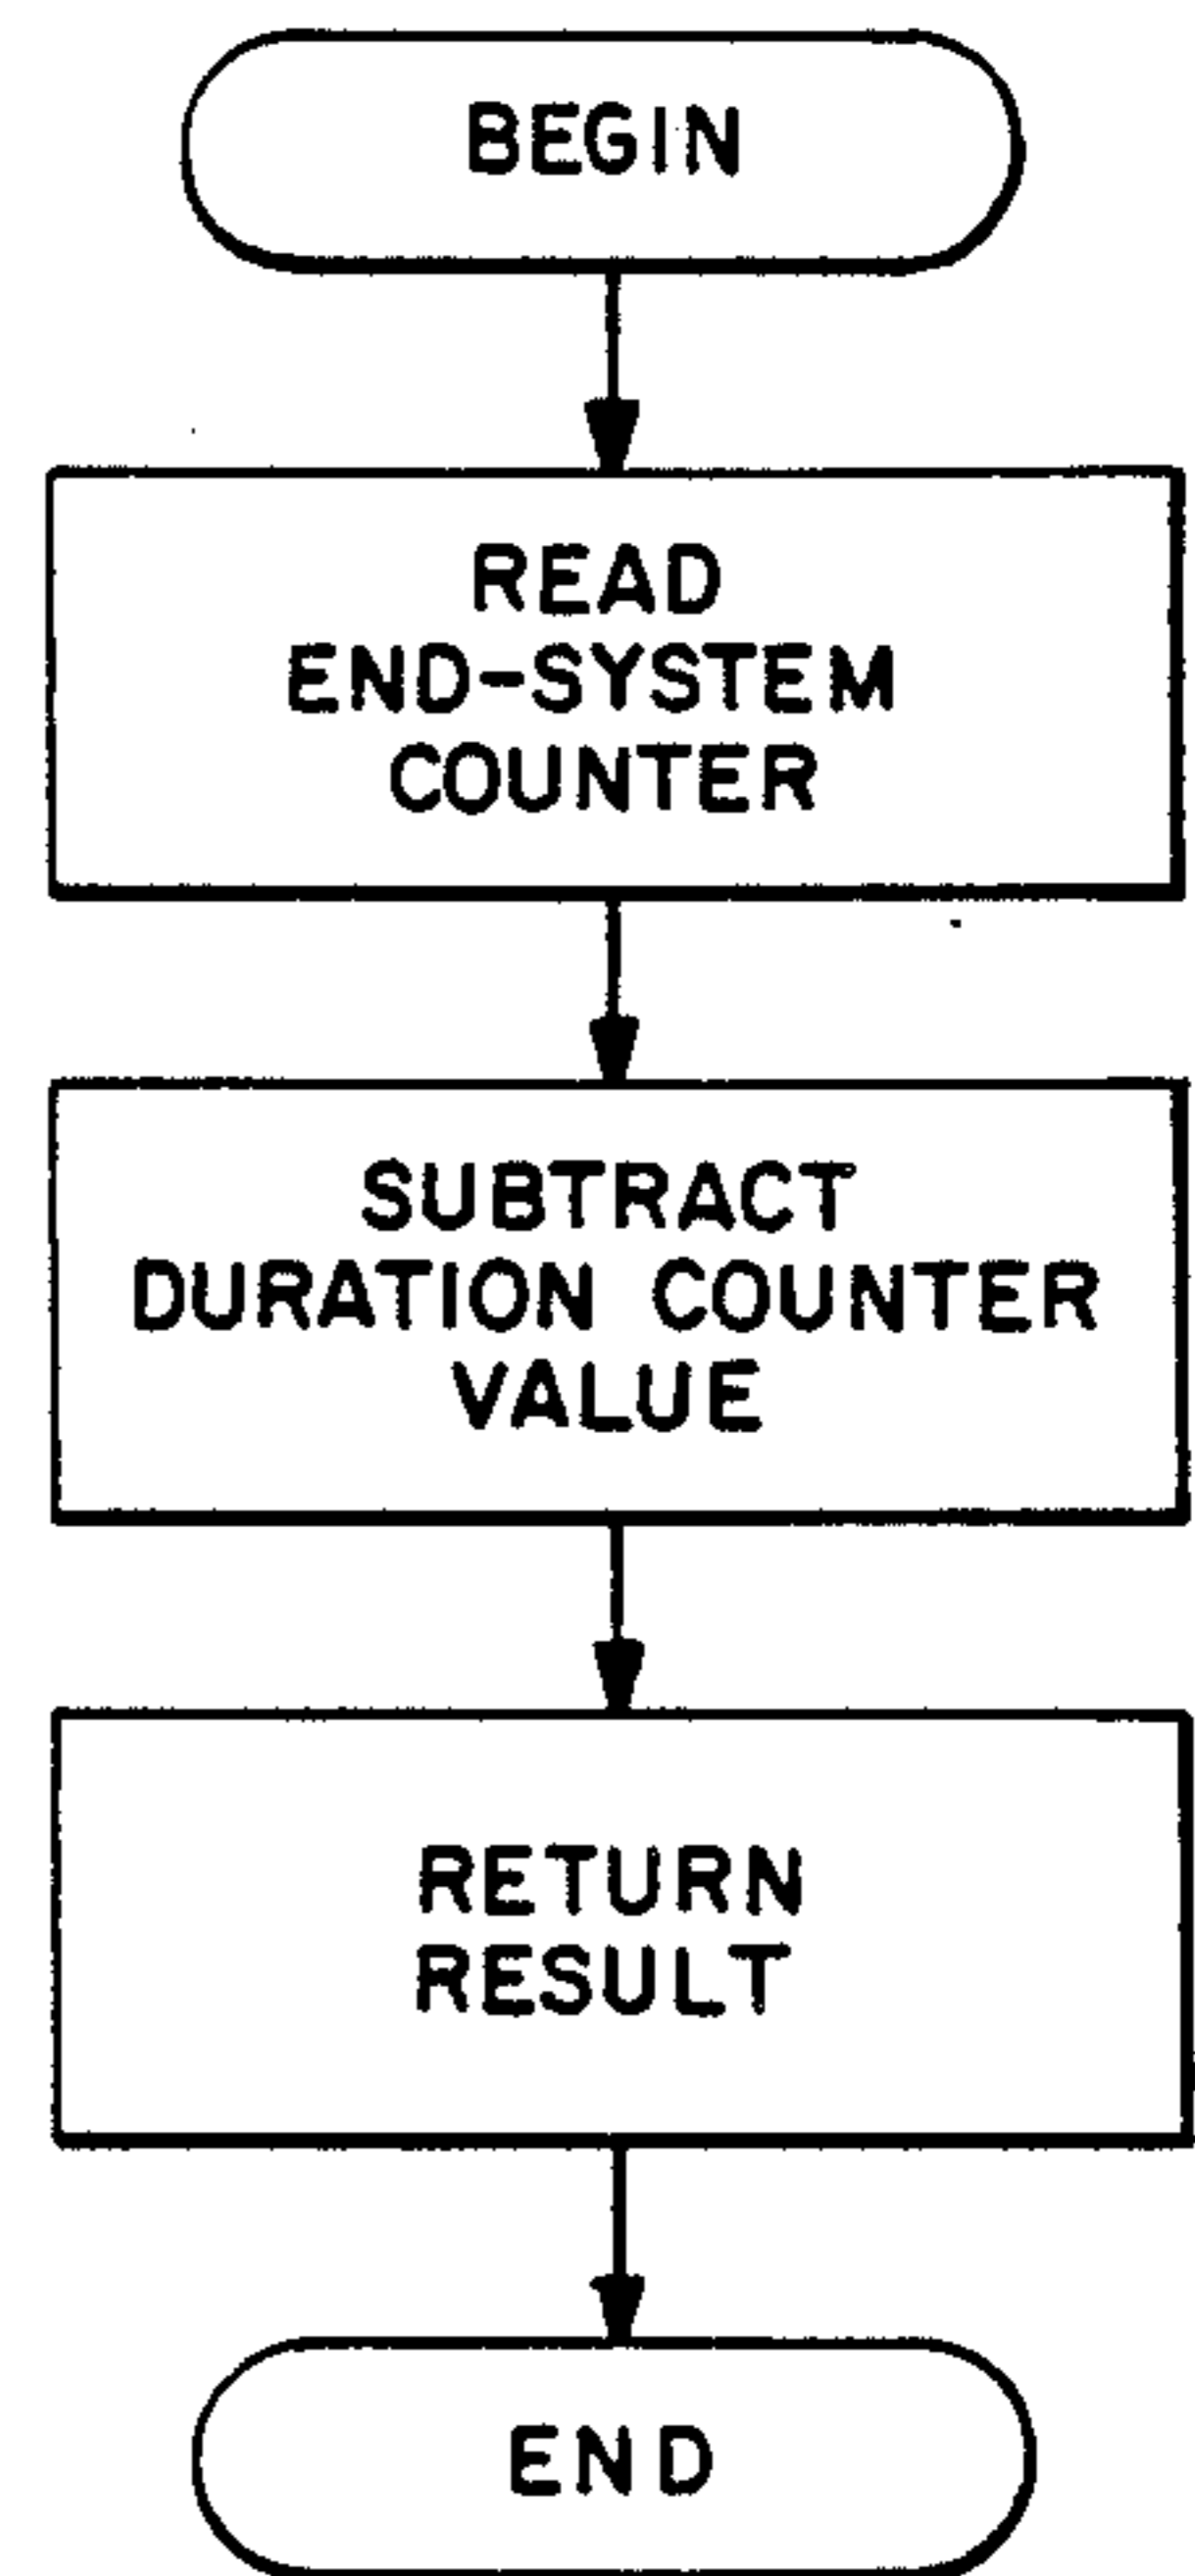 BEGIN
READ
END-SYSTEM
COUNTER
SUBTRACT
DURATION COUNTER
VALUE
RETURN
RESULT
END